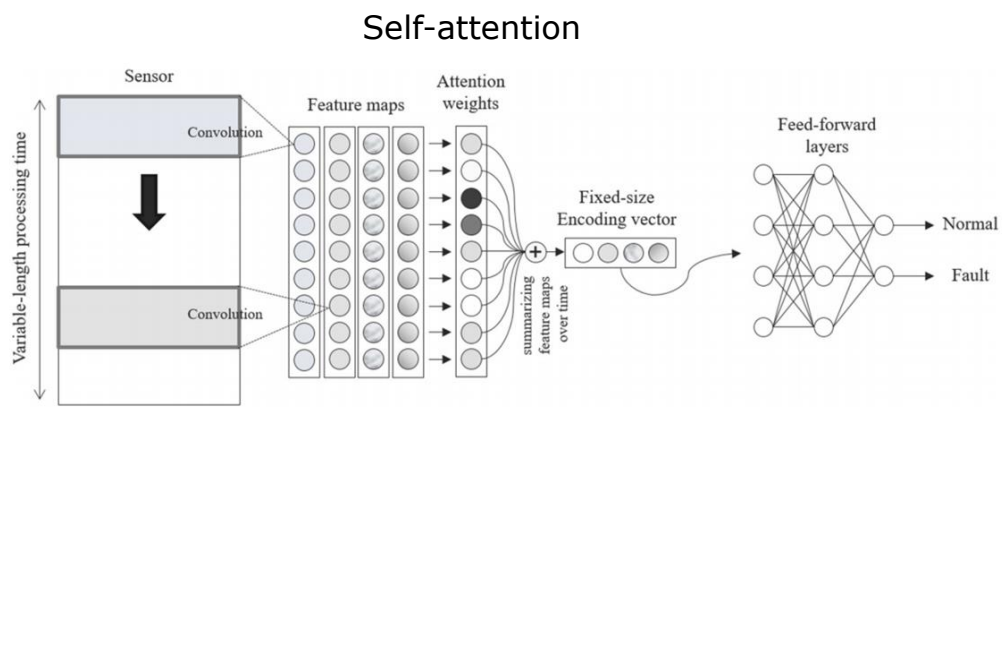 Self-attention
Sensor
Variable-length processing time
Convolution
Convolution
Feature maps
Attention
weights
+
summarizing
feature maps
over time
Fixed-size
Encoding vector
Feed-forward
layers
Normal
Fault